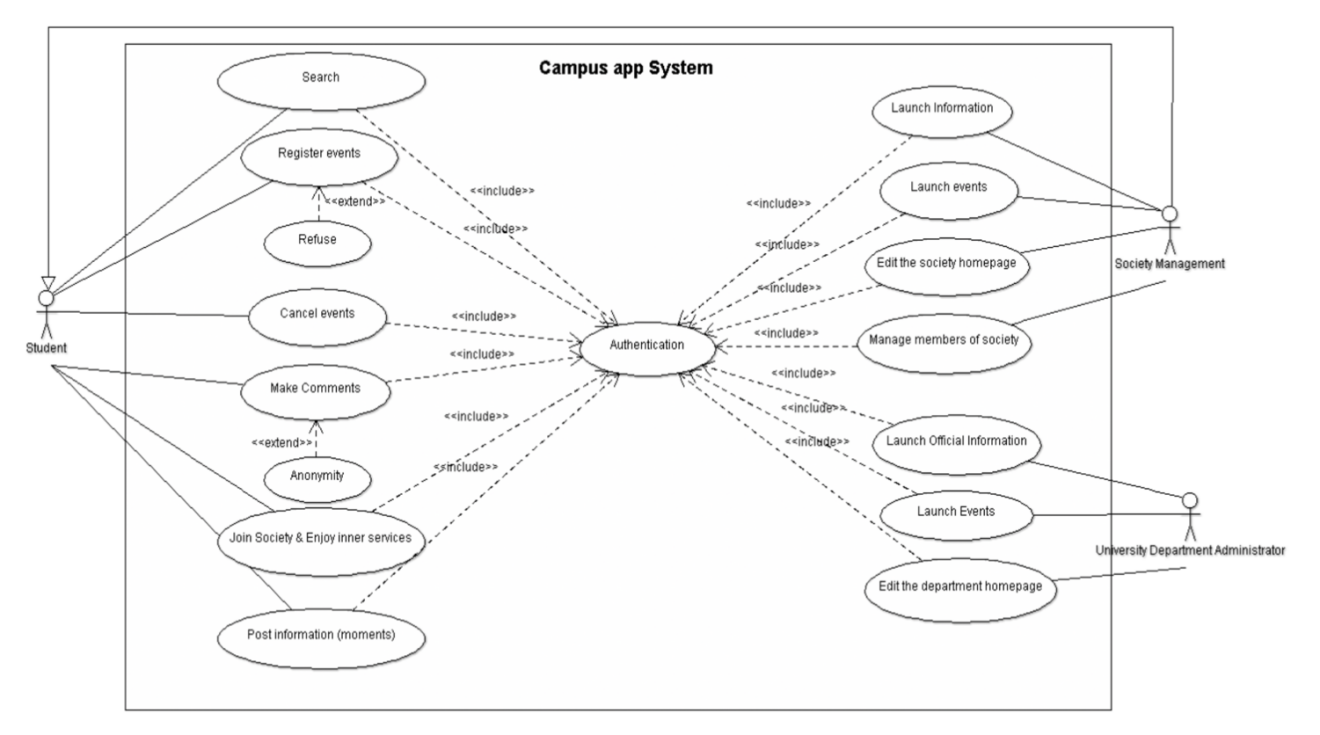 Campus app System
Search
Launch Information
Register events
Launch events
<<include>>
<<include>>
<<extend>>
<<include>>
<<include>>
Refuse
<<include>>
Edit the society homepage
Society Management
<<include>>
Cancel events
<<include>>
<<include>>
Manage members of society
Student
Authentication
<<include>>
<<include>>
Make Comments
<<include>>
<<include>>
<<extend>>
<<include>>
Launch Official Information
<<include>>
Anonymity
Launch Events
Join Society & Enjoy inner services
University Department Administrator
Edit the department homepage
Post information (moments)